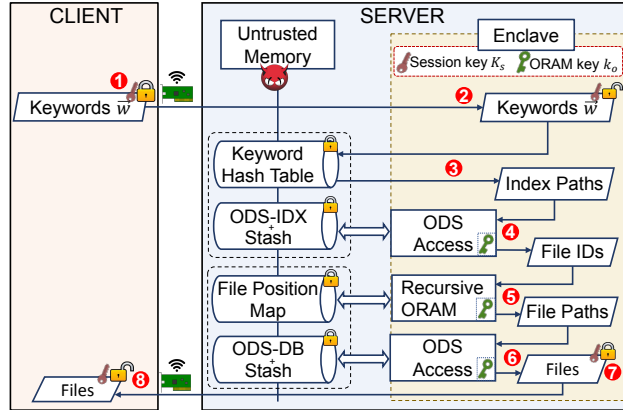 CLIENT
SERVER
Untrusted
Memory
Enclave
Session key Kₛ
ORAM key kₒ
1
Keywords w⃗
2
Keywords w⃗
Keyword
Hash Table
3
Index Paths
ODS-IDX
+
Stash
ODS
Access
4
File IDs
File Position
Map
Recursive
ORAM
5
File Paths
ODS-DB
+
Stash
ODS
Access
6
Files
7
Files
8